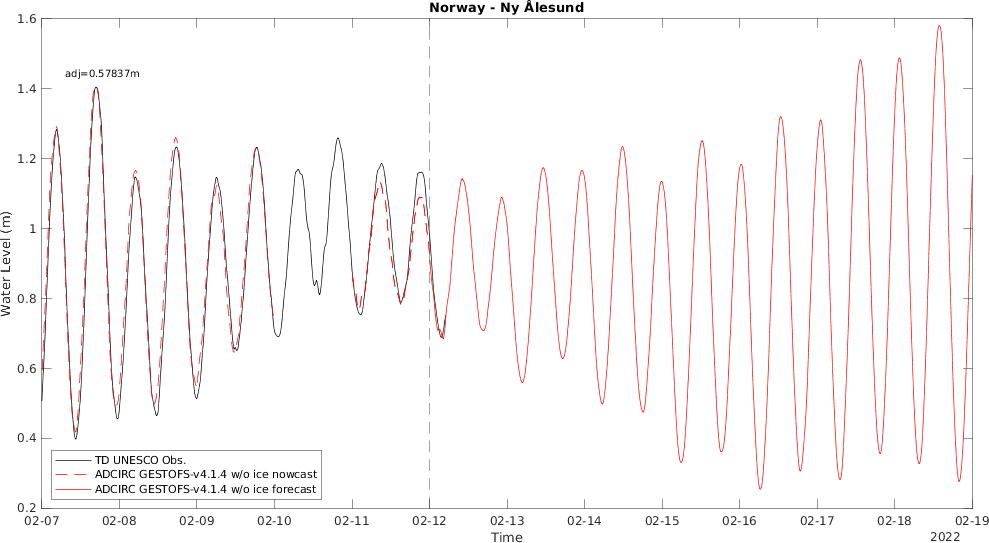 Norway - Ny Ålesund
1.6
1.4
1.2
1
0.8
0.6
0.4
0.2
Water Level (m)
adj=0.57837m
TD UNESCO Obs.
ADCIRC GESTOFS-v4.1.4 w/o ice nowcast
ADCIRC GESTOFS-v4.1.4 w/o ice forecast
02-07 02-08 02-09 02-10 02-11 02-12 02-13 02-14 02-15 02-16 02-17 02-18 02-19
Time
2022